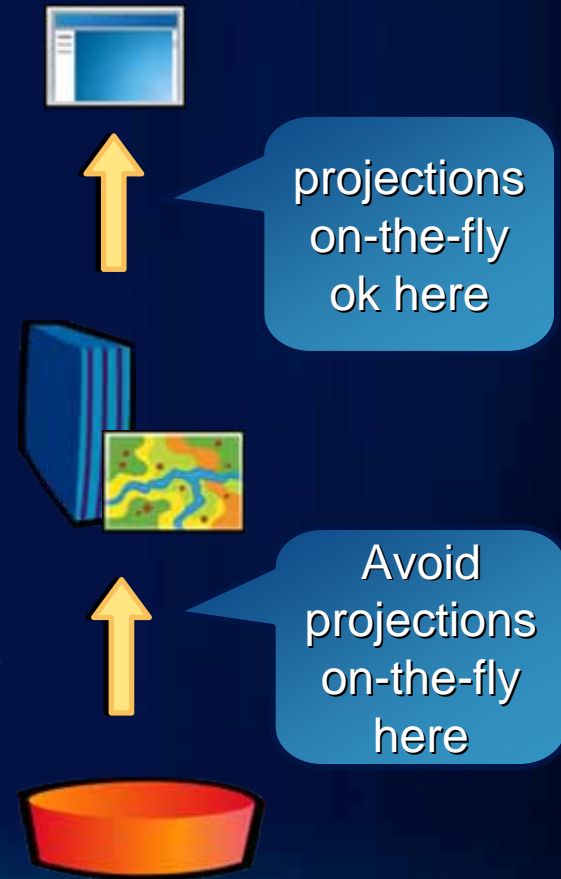 projections
on-the-fly
ok here
Avoid
projections
on-the-fly
here